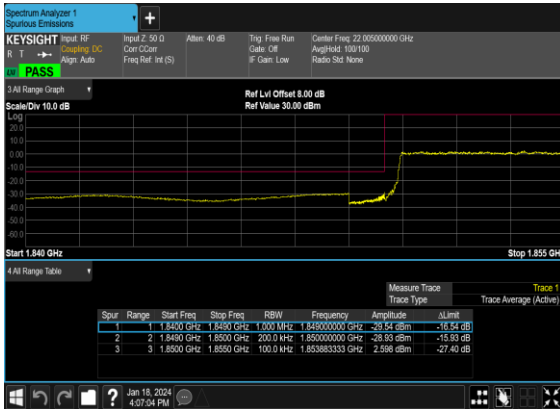 Spectrum Analyzer 1
Spurious Emissions
KEYSIGHT Input: RF Input Z: 50 Ω Atten: 40 dB Trig: Free Run Center Freq: 22.005000000 GHz
R T Coupling: DC Corr CCorr Gate: Off Avg|Hold: 100/100
Align: Auto Freq Ref: Int (S) IF Gain: Low Radio Std: None
PASS
3 All Range Graph
Ref Lvl Offset 8.00 dB
Scale/Div 10.0 dB Ref Value 30.00 dBm
Log
20.0
10.0
0.00
-10.0
-20.0
-30.0
-40.0
-50.0
-60.0
Start 1.840 GHz Stop 1.855 GH
4 All Range Table
Measure Trace Trace 1
Trace Type Trace Average (Active)
Spur Range Start Freq Stop Freq RBW Frequency Amplitude ΔLimit
1 1 1.8400 GHz 1.8490 GHz 1.000 MHz 1.849000000 GHz -29.54 dBm -16.54 dB
2 2 1.8490 GHz 1.8500 GHz 200.0 kHz 1.850000000 GHz -28.93 dBm -15.93 dB
3 3 1.8500 GHz 1.8550 GHz 100.0 kHz 1.853883333 GHz 2.598 dBm -27.40 dB
? Jan 18, 2024
4:07:04 PM